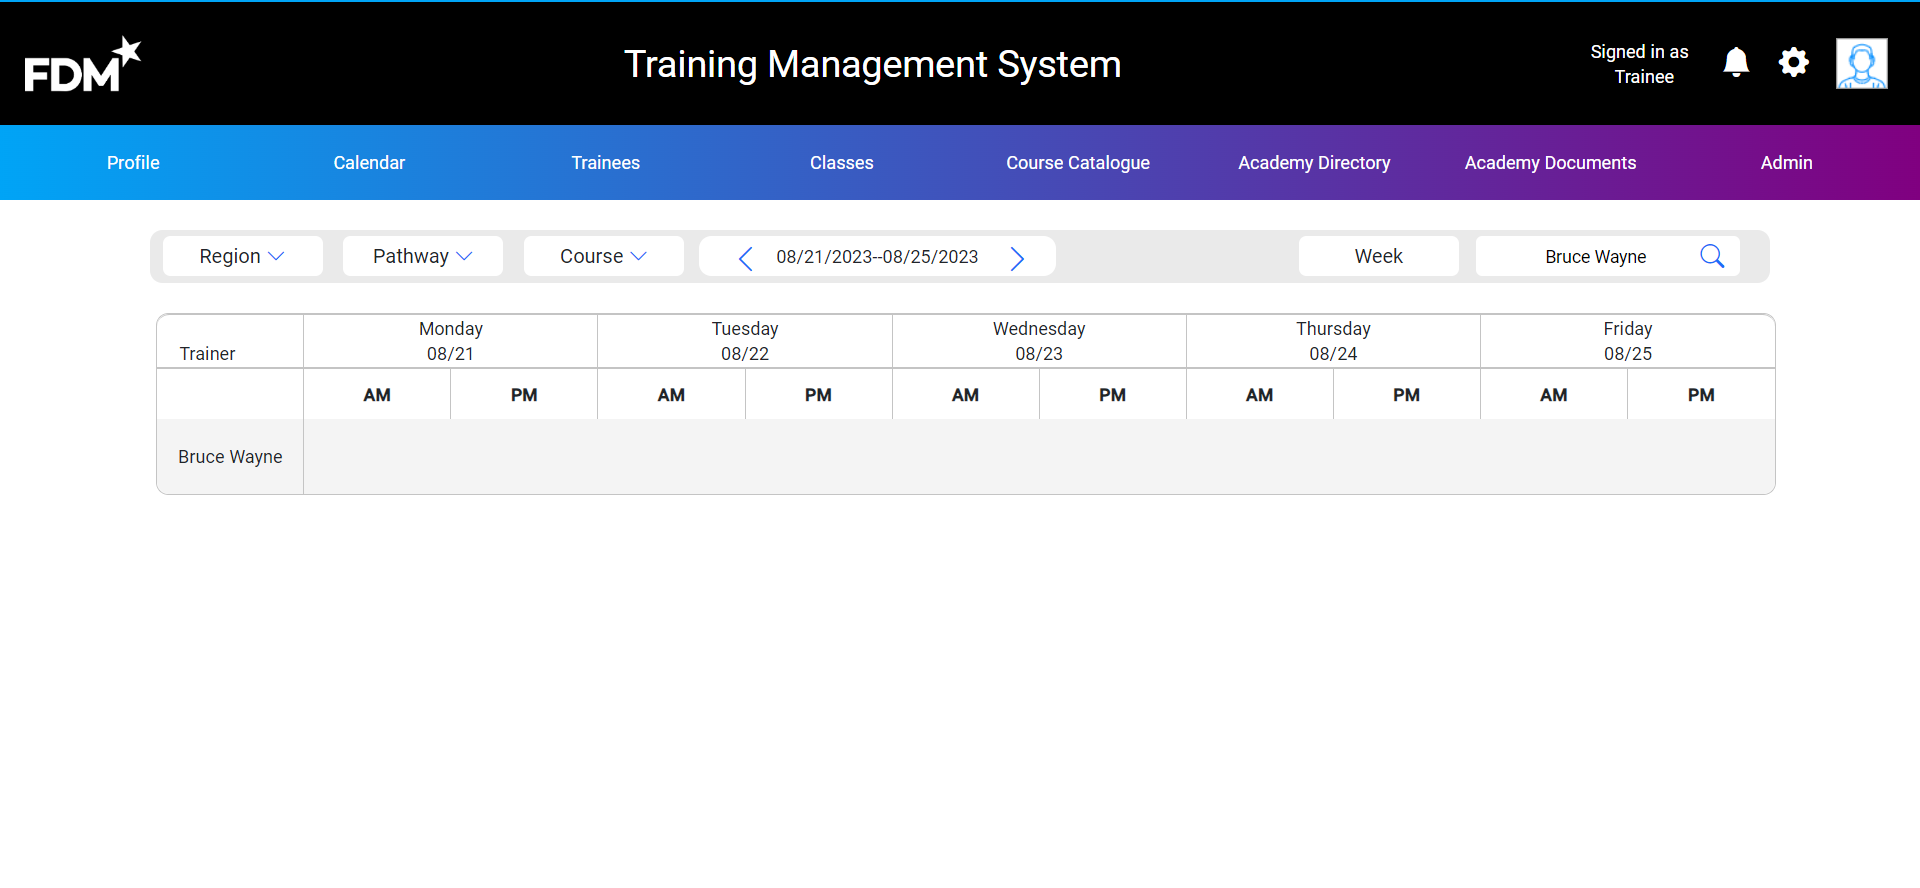 FDM
Training Management System
Signed in as
Trainee
Profile Calendar Trainees Classes Course Catalogue Academy Directory Academy Documents Admin
Region Pathway Course 08/21/2023--08/25/2023 Week Bruce Wayne
Trainer Monday Tuesday Wednesday Thursday Friday
08/21 08/22 08/23 08/24 08/25
AM PM AM PM AM PM AM PM AM PM
Bruce Wayne